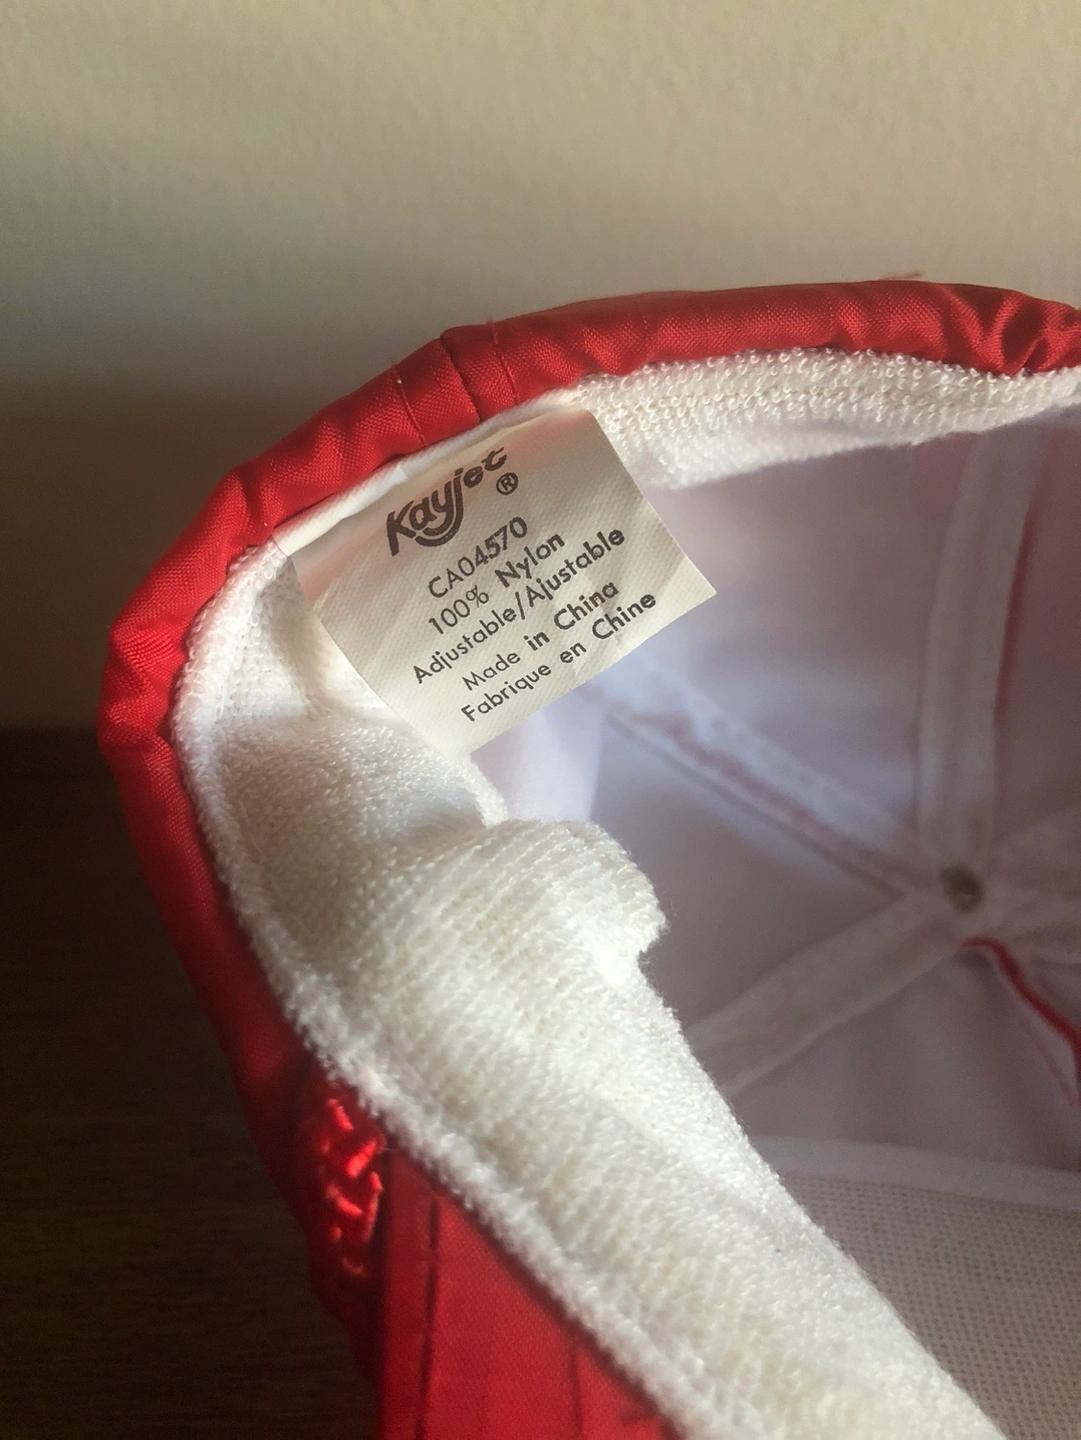 Kayjet ®
CA04570
100% Nylon
Adjustable/Ajustable
Made in China
Fabrique en Chine